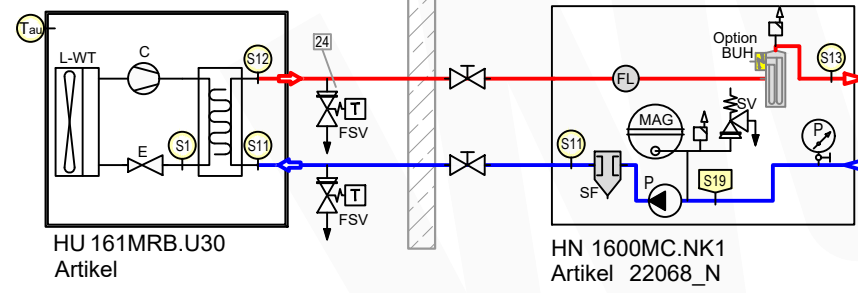 Tau
L-WT
C
S12
E
S1
S11
24
T
FSV
T
FSV
HU 161MRB.U30
Artikel
Option
BUH
S13
FL
MAG
SV
S11
P
SF
P
S19
HN 1600MC.NK1
Artikel 22068_N